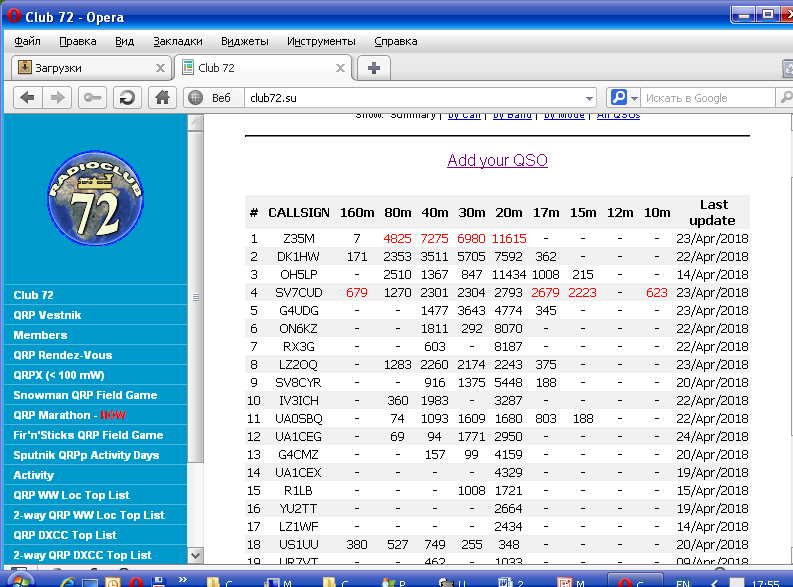 Club 72 - Opera
Файл Правка Вид Закладки Виджеты Инструменты Справка
Загрузки Club 72
Веб club72.su Искать в Google
Show: Summary | by Call | by Band | by Mode | All QSOs
Add your QSO
RADIOCLUB
72
Club 72
QRP Vestnik
Members
QRP Rendez-Vous
QRPX (< 100 mW)
Snowman QRP Field Game
QRP Marathon - NOW
Fir'n'Sticks QRP Field Game
Sputnik QRPp Activity Days
Activity
QRP WW Loc Top List
2-way QRP WW Loc Top List
QRP DXCC Top List
2-way QRP DXCC Top List
# CALLSIGN 160m 80m 40m 30m 20m 17m 15m 12m 10m Last update
1 Z35M 7 4825 7275 6980 11615 - - - - 23/Apr/2018
2 DK1HW 171 2353 3511 5705 7592 362 - - - 22/Apr/2018
3 OH5LP - 2510 1367 847 11434 1008 215 - - 14/Apr/2018
4 SV7CUD 679 1270 2301 2304 2793 2679 2223 - 623 23/Apr/2018
5 G4UDG - - 1477 3643 4774 345 - - - 23/Apr/2018
6 ON6KZ - - 1811 292 8070 - - - - 22/Apr/2018
7 RX3G - - 603 - 8187 - - - - 22/Apr/2018
8 LZ2OQ - 1283 2260 2174 2243 375 - - - 23/Apr/2018
9 SV8CYR - - 916 1375 5448 188 - - - 20/Apr/2018
10 IV3ICH - 360 1983 - 3287 - - - - 22/Apr/2018
11 UA0SBQ - 74 1093 1609 1680 803 188 - - 22/Apr/2018
12 UA1CEG - 69 94 1771 2950 - - - - 24/Apr/2018
13 G4CMZ - - 157 99 4159 - - - - 20/Apr/2018
14 UA1CEX - - - - 4329 - - - - 19/Apr/2018
15 R1LB - - - 1008 1721 - - - - 15/Apr/2018
16 YU2TT - - - - 2664 - - - - 19/Apr/2018
17 LZ1WF - - - - 2434 - - - - 14/Apr/2018
18 US1UU 380 527 749 255 348 - - - - 20/Apr/2018
19 UR7VT - - 462 - 1033 - - - - 09/Apr/2018
EN 17:55